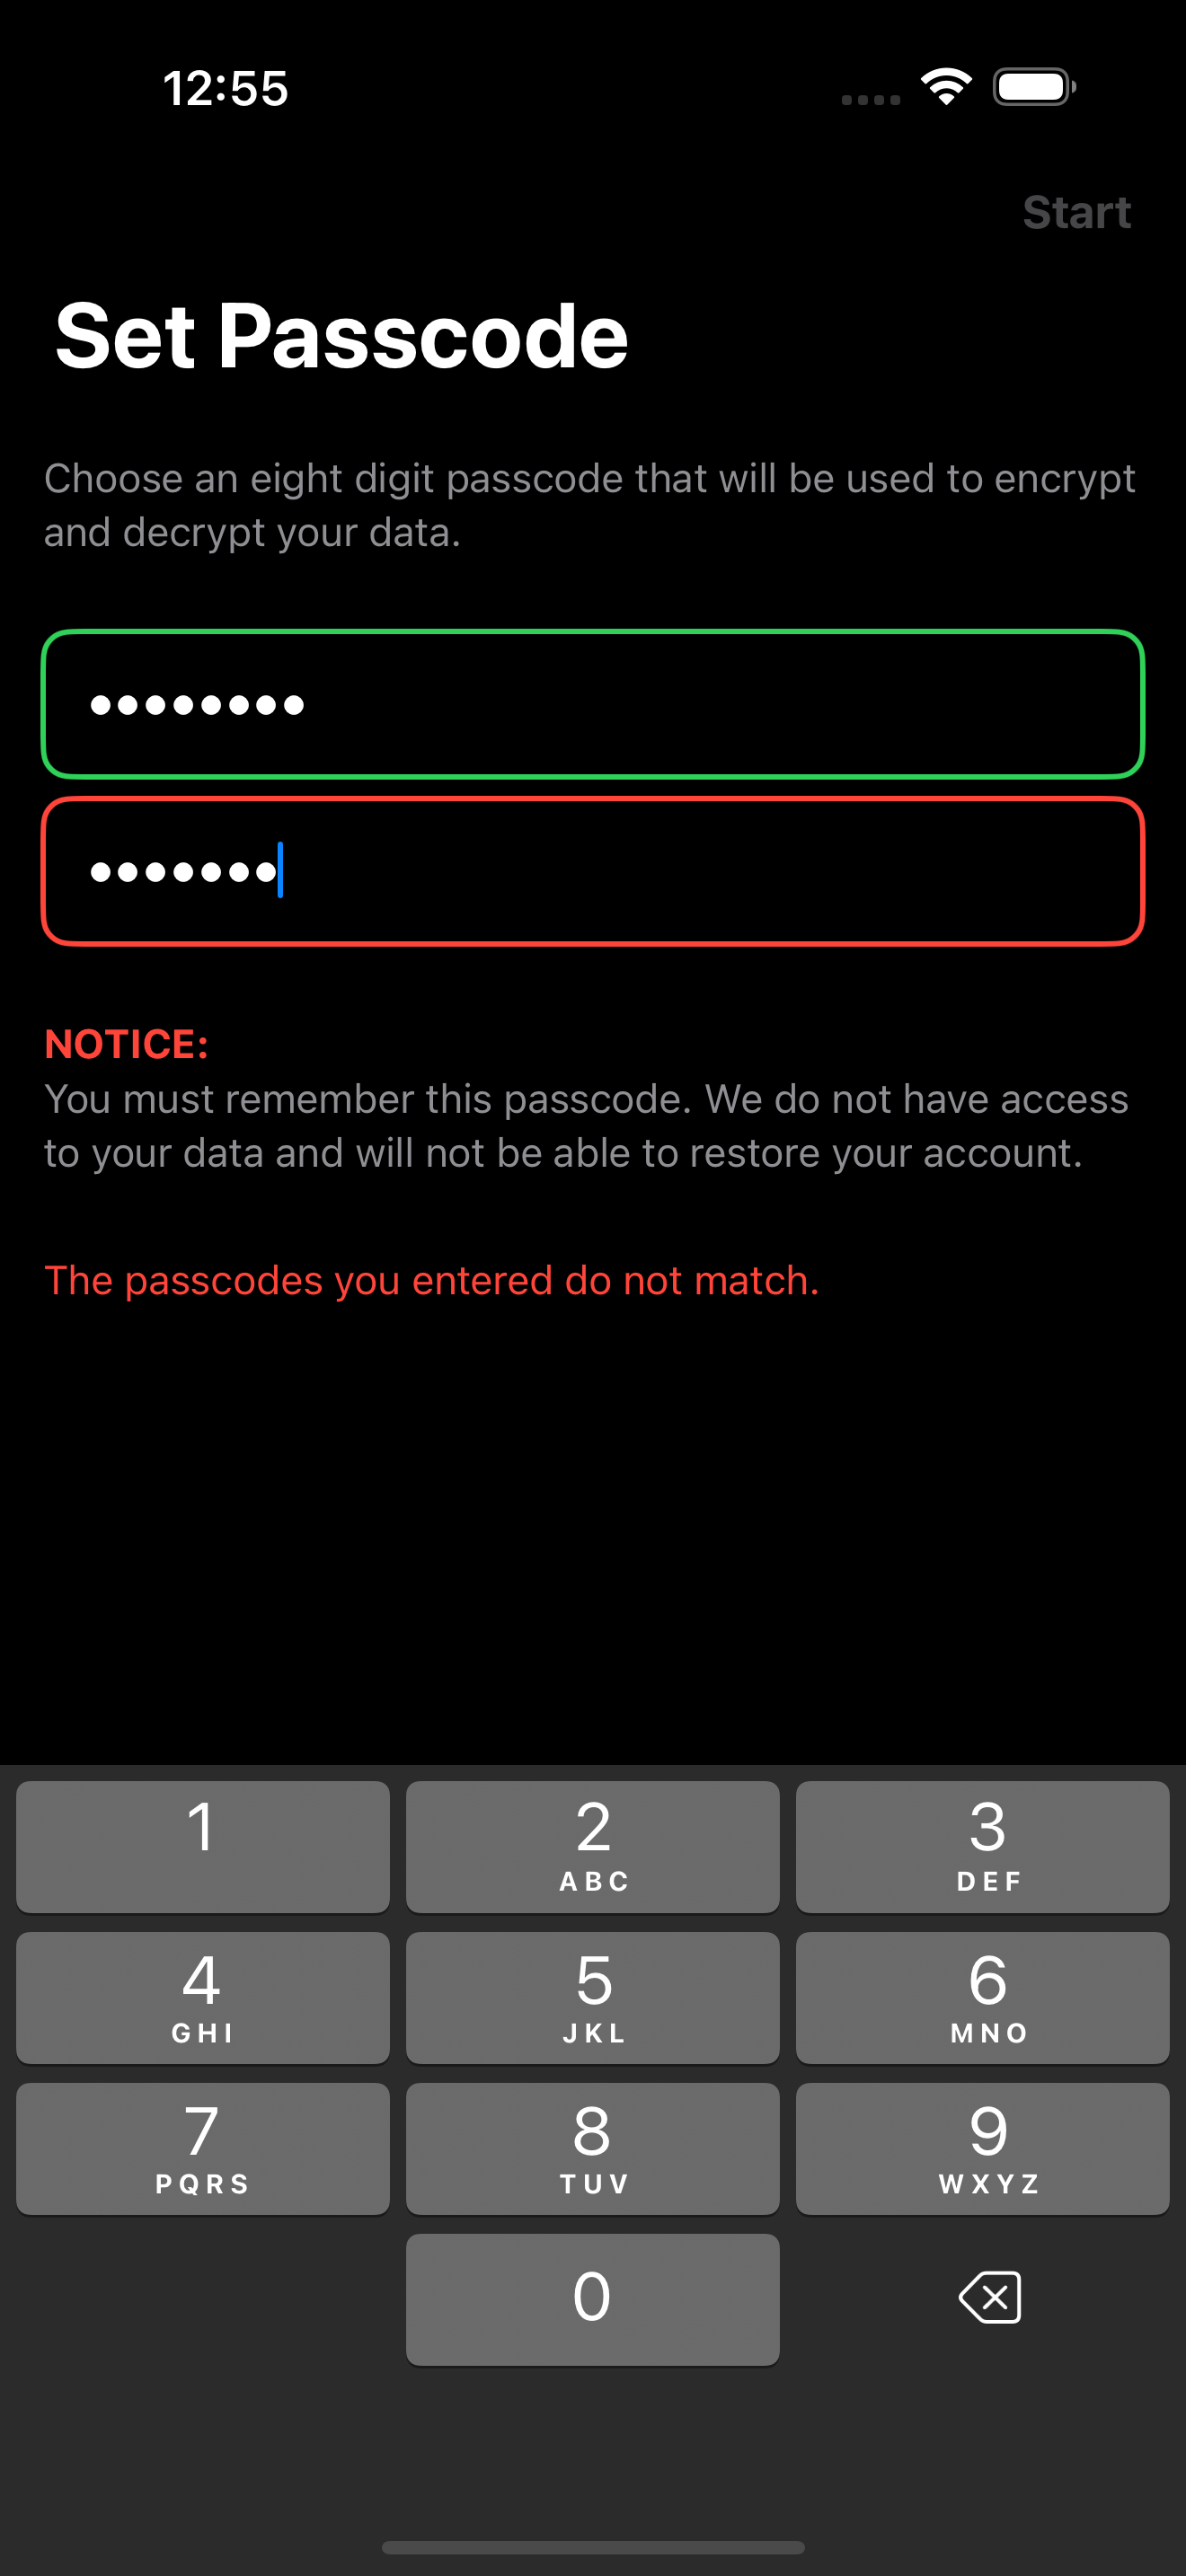 12:55
Start
Set Passcode
Choose an eight digit passcode that will be used to encrypt
and decrypt your data.
••••••••
•••••••
NOTICE:
You must remember this passcode. We do not have access
to your data and will not be able to restore your account.
The passcodes you entered do not match.
1
2
ABC
3
DEF
4
GHI
5
JKL
6
MNO
7
PQRS
8
TUV
9
WXYZ
0